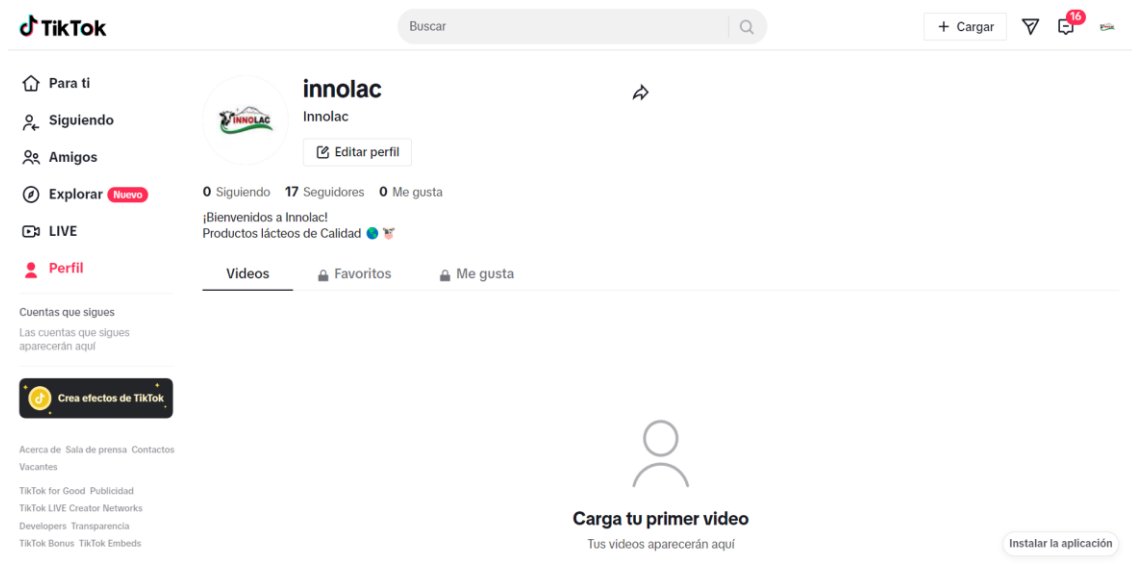 TikTok
Buscar
+ Cargar
16
Para ti
Siguiendo
Amigos
Explorar Nuevo
LIVE
Perfil
Cuentas que sigues
Las cuentas que sigues
aparecerán aquí
Crea efectos de TikTok
Acerca de Sala de prensa Contactos
Vacantes
TikTok for Good Publicidad
TikTok LIVE Creator Networks
Developers Transparencia
TikTok Bonus TikTok Embeds
INNOLAC
innolac
Innolac
Editar perfil
0 Siguiendo 17 Seguidores 0 Me gusta
¡Bienvenidos a Innolac!
Productos lácteos de Calidad 🌎 🐮
Videos Favoritos Me gusta
Carga tu primer video
Tus videos aparecerán aquí
Instalar la aplicación